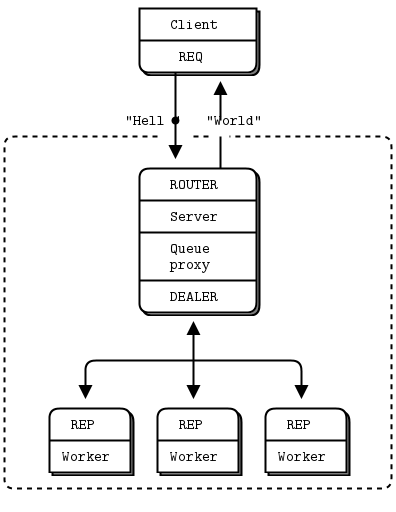 Client
REQ
"Hell "World"
ROUTER
Server
Queue
proxy
DEALER
REP REP REP
Worker Worker Worker